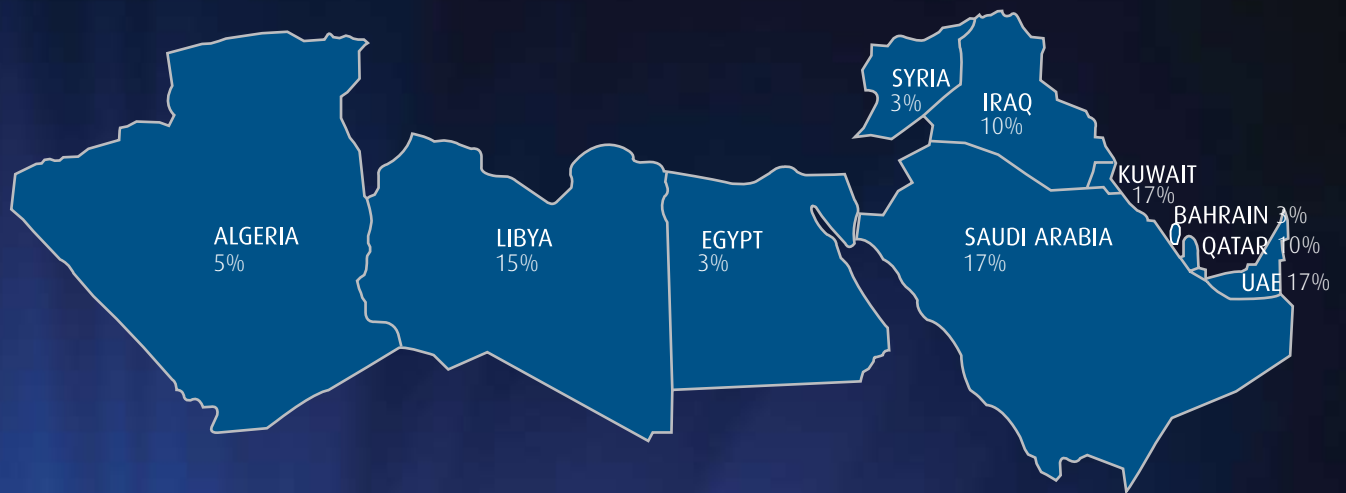 SYRIA
3%
IRAQ
10%
KUWAIT
17%
BAHRAIN 3%
QATAR 10%
UAE 17%
ALGERIA
5%
LIBYA
15%
EGYPT
3%
SAUDI ARABIA
17%